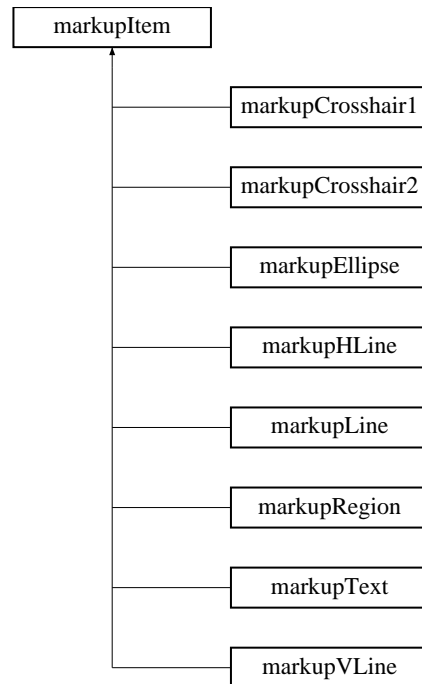 markupItem
markupCrosshair1
markupCrosshair2
markupEllipse
markupHLine
markupLine
markupRegion
markupText
markupVLine